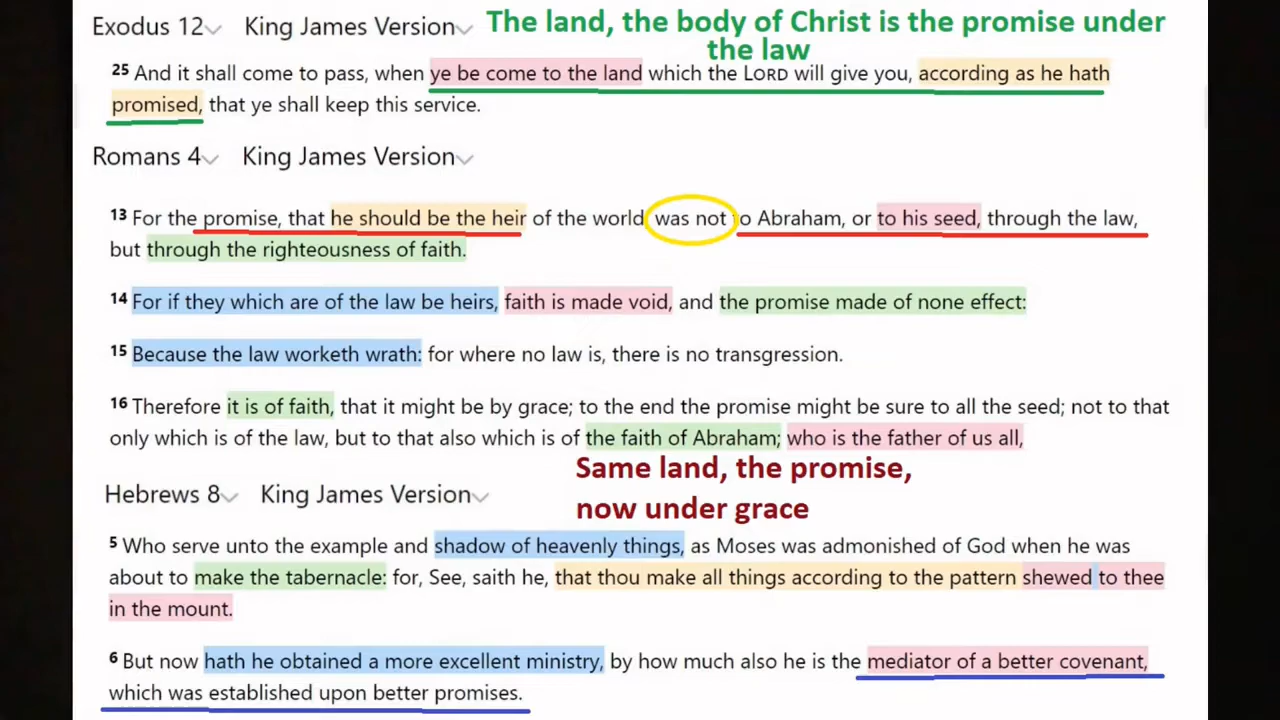 Exodus 12 King James Version The land, the body of Christ is the promise under
the law
25 And it shall come to pass, when ye be come to the land which the LORD will give you, according as he hath
promised, that ye shall keep this service.
Romans 4 King James Version
13 For the promise, that he should be the heir of the world, was not to Abraham, or to his seed, through the law,
but through the righteousness of faith.
14 For if they which are of the law be heirs, faith is made void, and the promise made of none effect:
15 Because the law worketh wrath: for where no law is, there is no transgression.
16 Therefore it is of faith, that it might be by grace; to the end the promise might be sure to all the seed; not to that
only which is of the law, but to that also which is of the faith of Abraham; who is the father of us all,
Same land, the promise,
now under grace
Hebrews 8 King James Version
5 Who serve unto the example and shadow of heavenly things, as Moses was admonished of God when he was
about to make the tabernacle: for, See, saith he, that thou make all things according to the pattern shewed to thee
in the mount.
6 But now hath he obtained a more excellent ministry, by how much also he is the mediator of a better covenant,
which was established upon better promises.